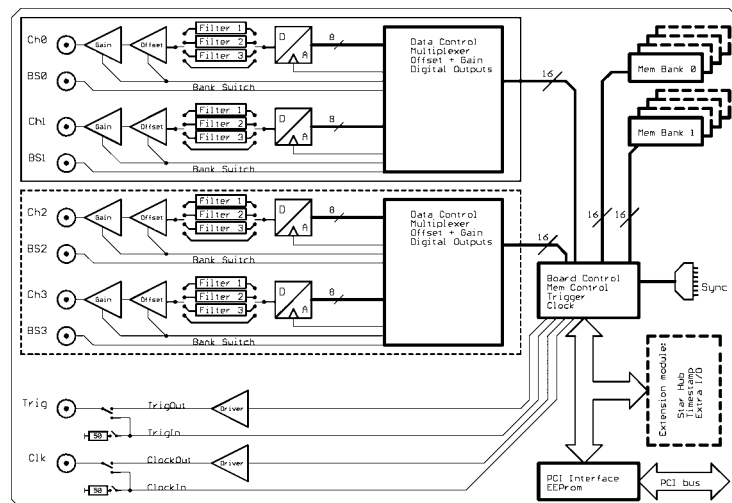 Ch0
Gain
Offset
Filter 1
Filter 2
Filter 3
D
A
8
Data Control
Multiplexer
Offset + Gain
Digital Outputs
BS0
Bank Switch
16
Mem Bank 0
Ch1
Gain
Offset
Filter 1
Filter 2
Filter 3
D
A
8
BS1
Bank Switch
Mem Bank 1
Ch2
Gain
Offset
Filter 1
Filter 2
Filter 3
D
A
8
Data Control
Multiplexer
Offset + Gain
Digital Outputs
BS2
Bank Switch
16
16
16
Ch3
Gain
Offset
Filter 1
Filter 2
Filter 3
D
A
8
BS3
Bank Switch
Board Control
Mem Control
Trigger
Clock
Sync
Extension module:
Star Hub
Timestamp
Extra I/O
Trig
TrigOut
Driver
50
TrigIn
Clk
ClockOut
Driver
50
ClockIn
PCI Interface
EEProm
PCI bus